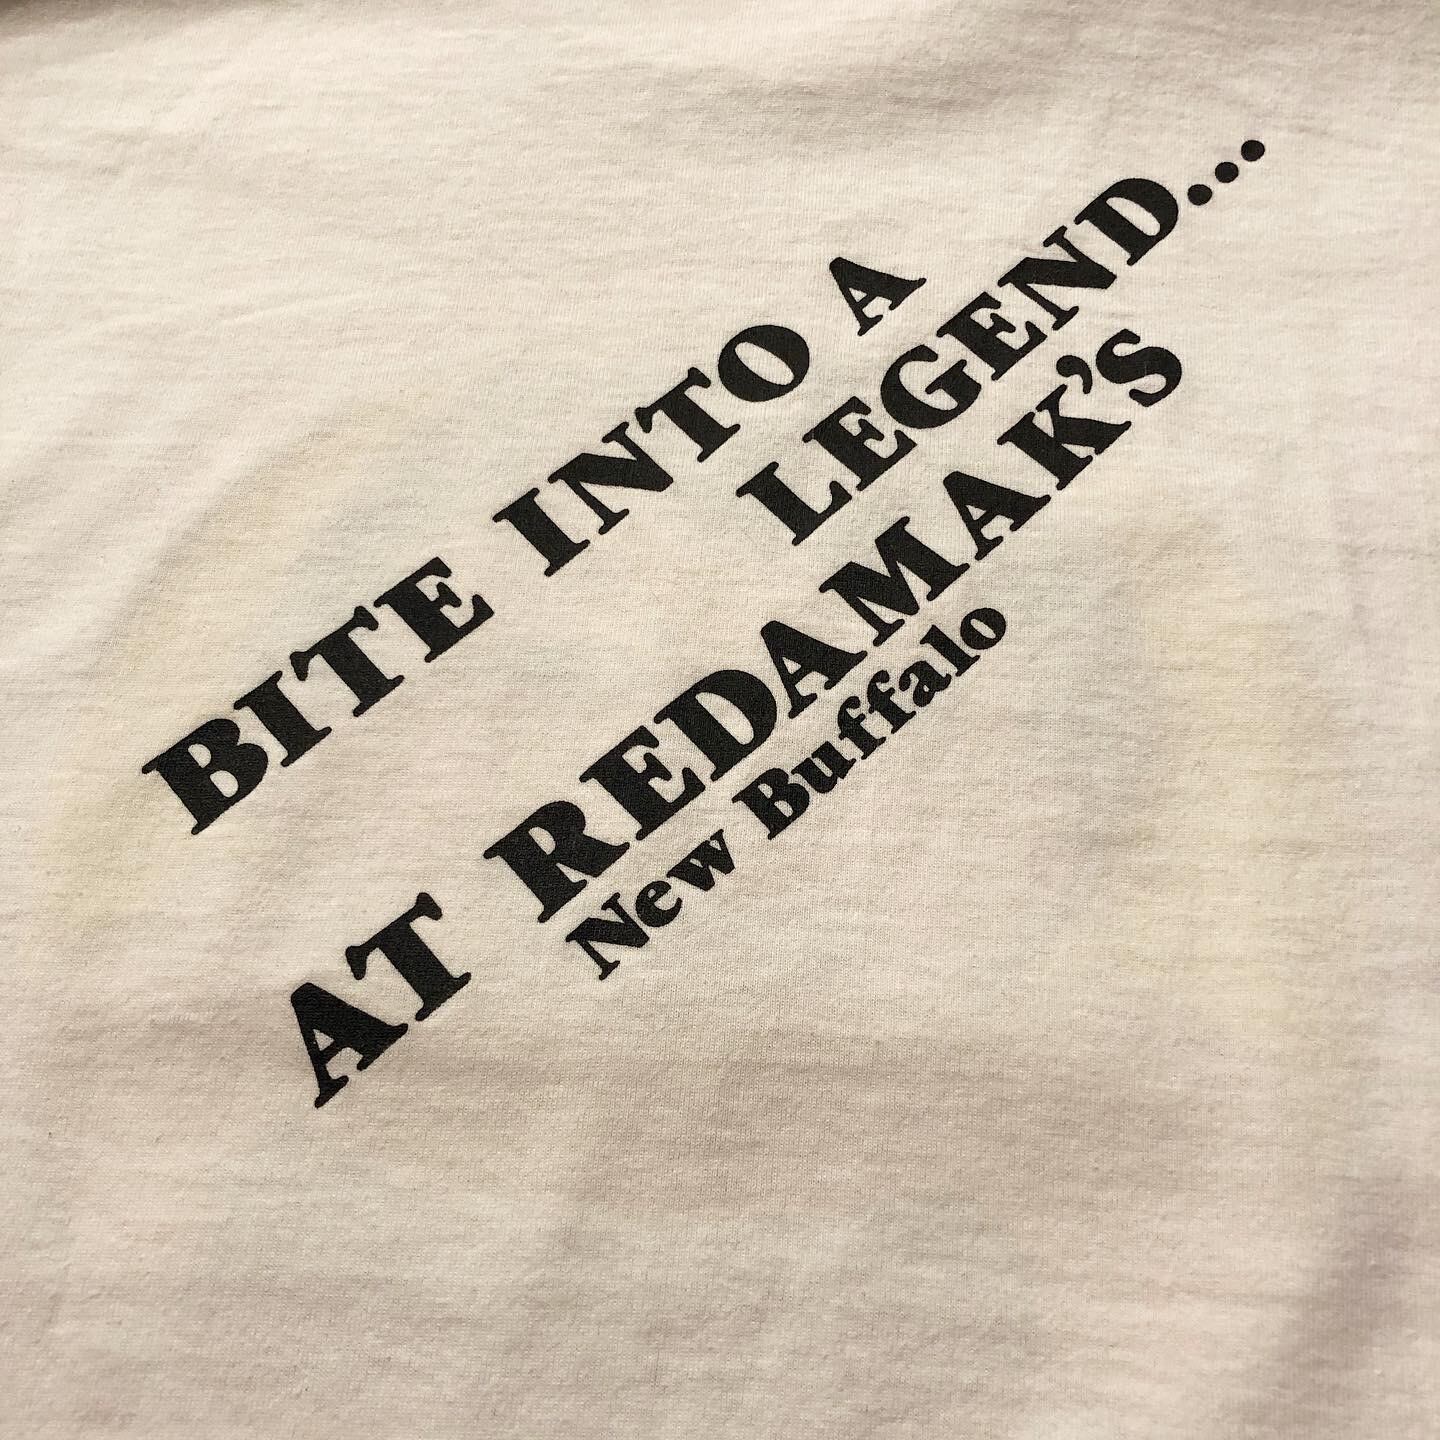 BITE INTO A
LEGEND...
AT REDAMAK'S
New Buffalo